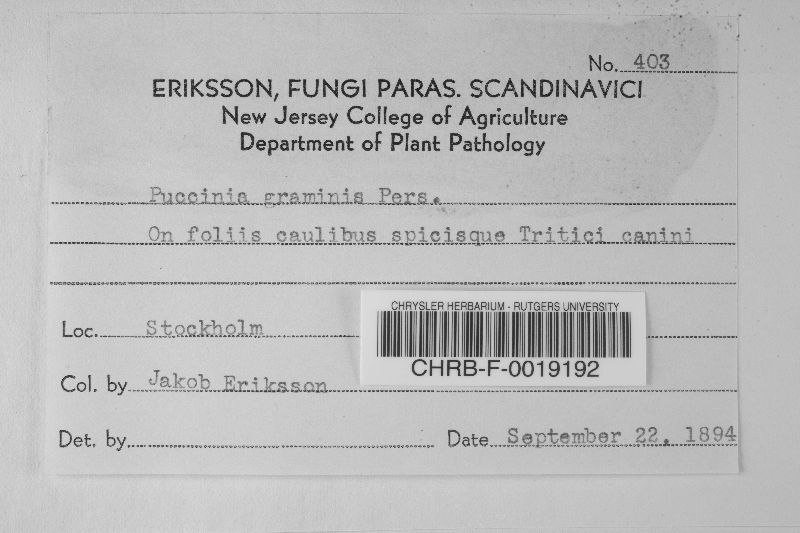 No. 403
ERIKSSON, FUNGI PARAS. SCANDINAVICI
New Jersey College of Agriculture
Department of Plant Pathology
Puccinia graminis Pers.
On foliis caulibus spicisque Tritici canini
CHRYSLER HERBARIUM - RUTGERS UNIVERSITY
Loc. Stockholm
CHRB-F-0019192
Col. by Jakob Eriksson
Det. by
Date September 22, 1894